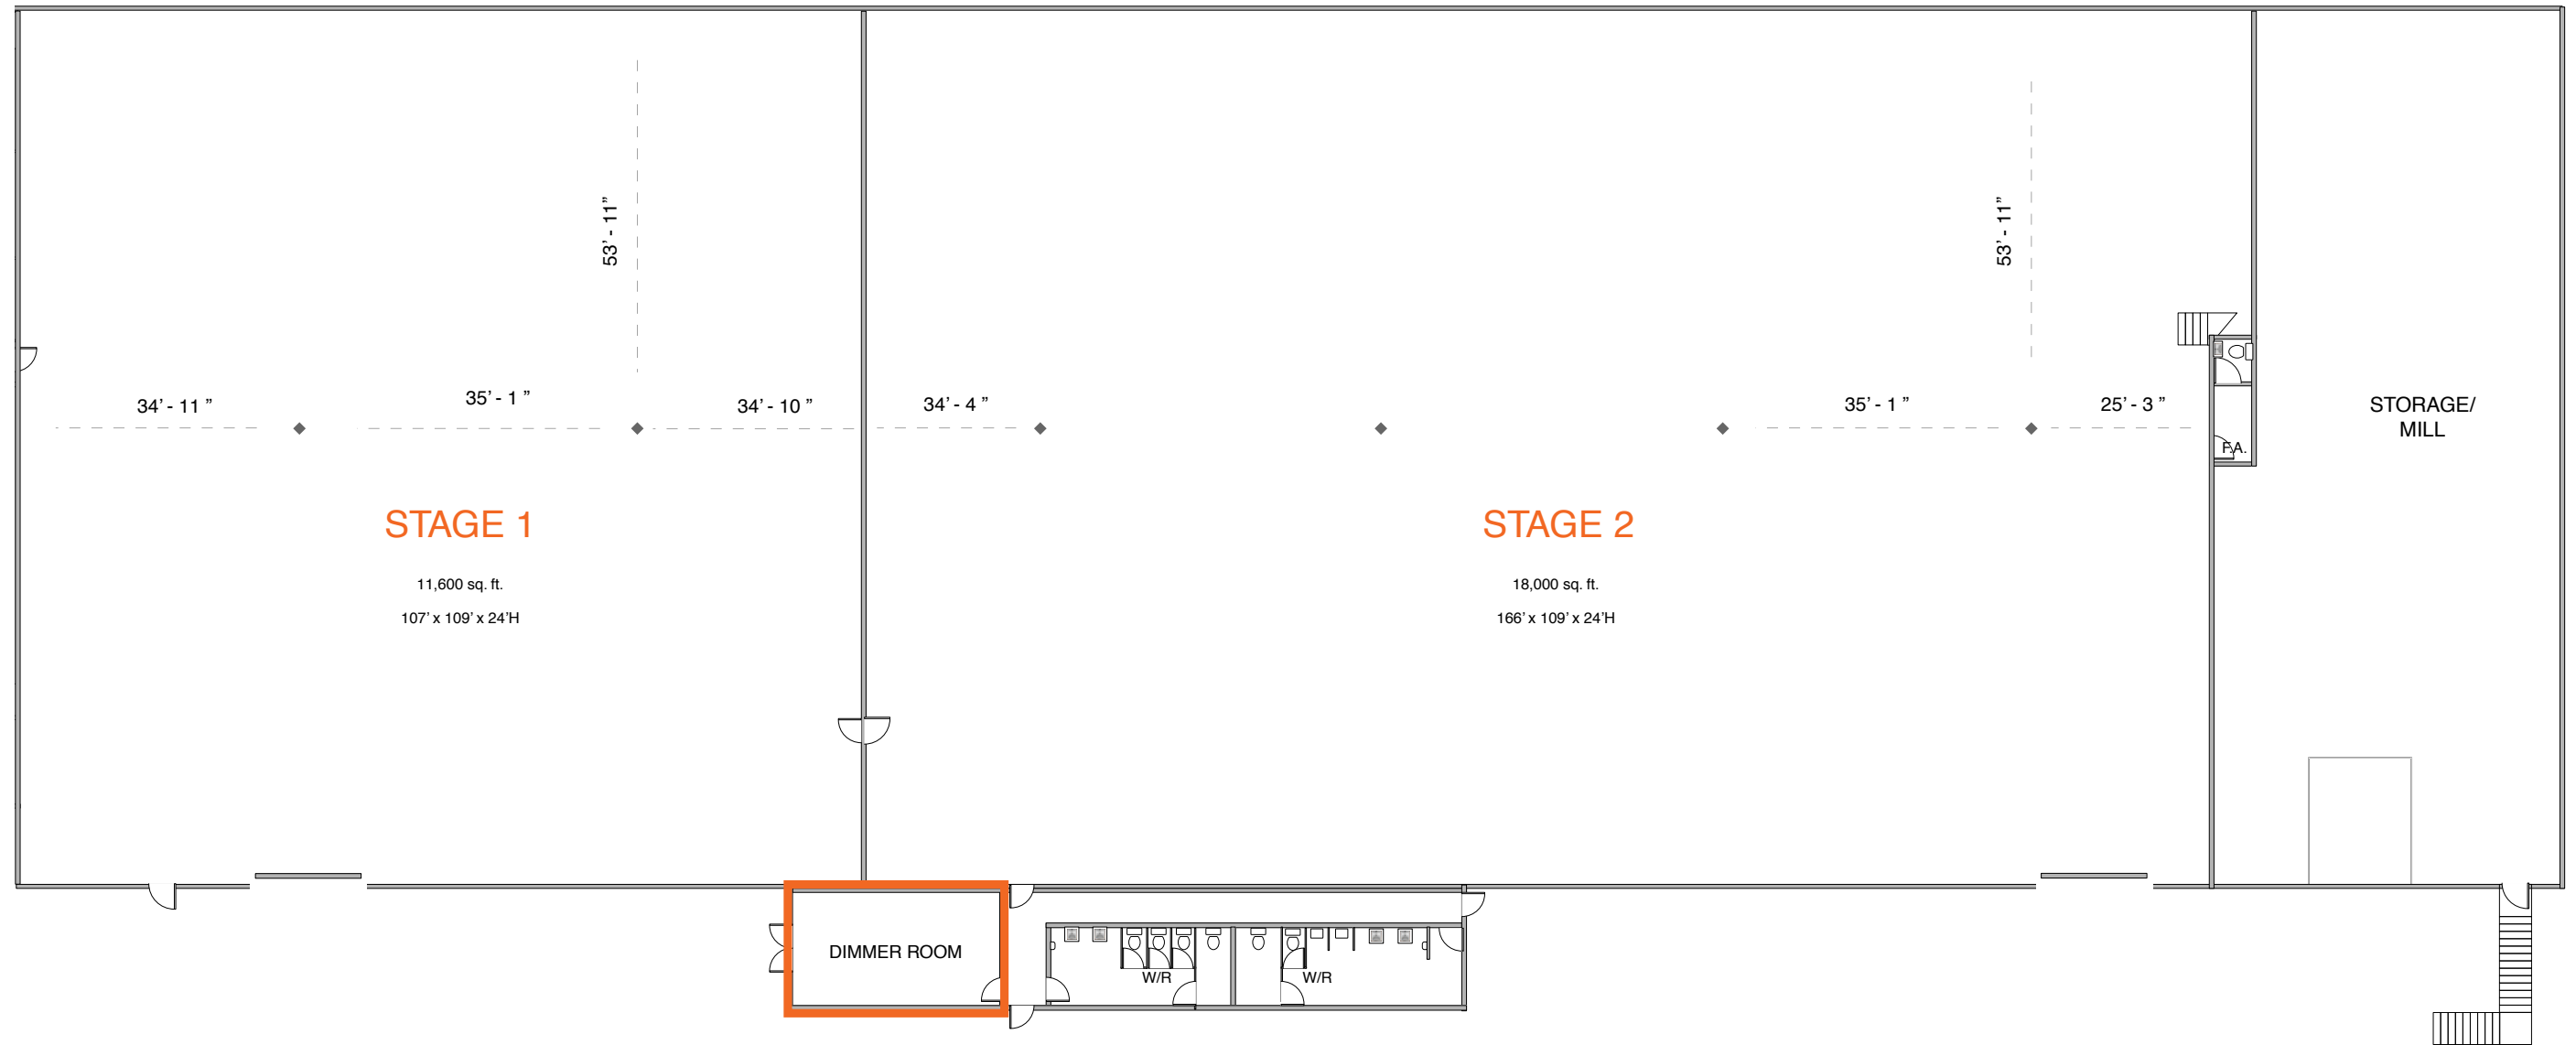 53’ - 11”
53’ - 11”
34’ - 11 ”
35’ - 1 ”
34’ - 10 ”
34’ - 4 ”
35’ - 1 ”
25’ - 3 ”
STORAGE/
MILL
F.A.
STAGE 1
11,600 sq. ft.
107’ x 109’ x 24’H
STAGE 2
18,000 sq. ft.
166’ x 109’ x 24’H
DIMMER ROOM
W/R
W/R